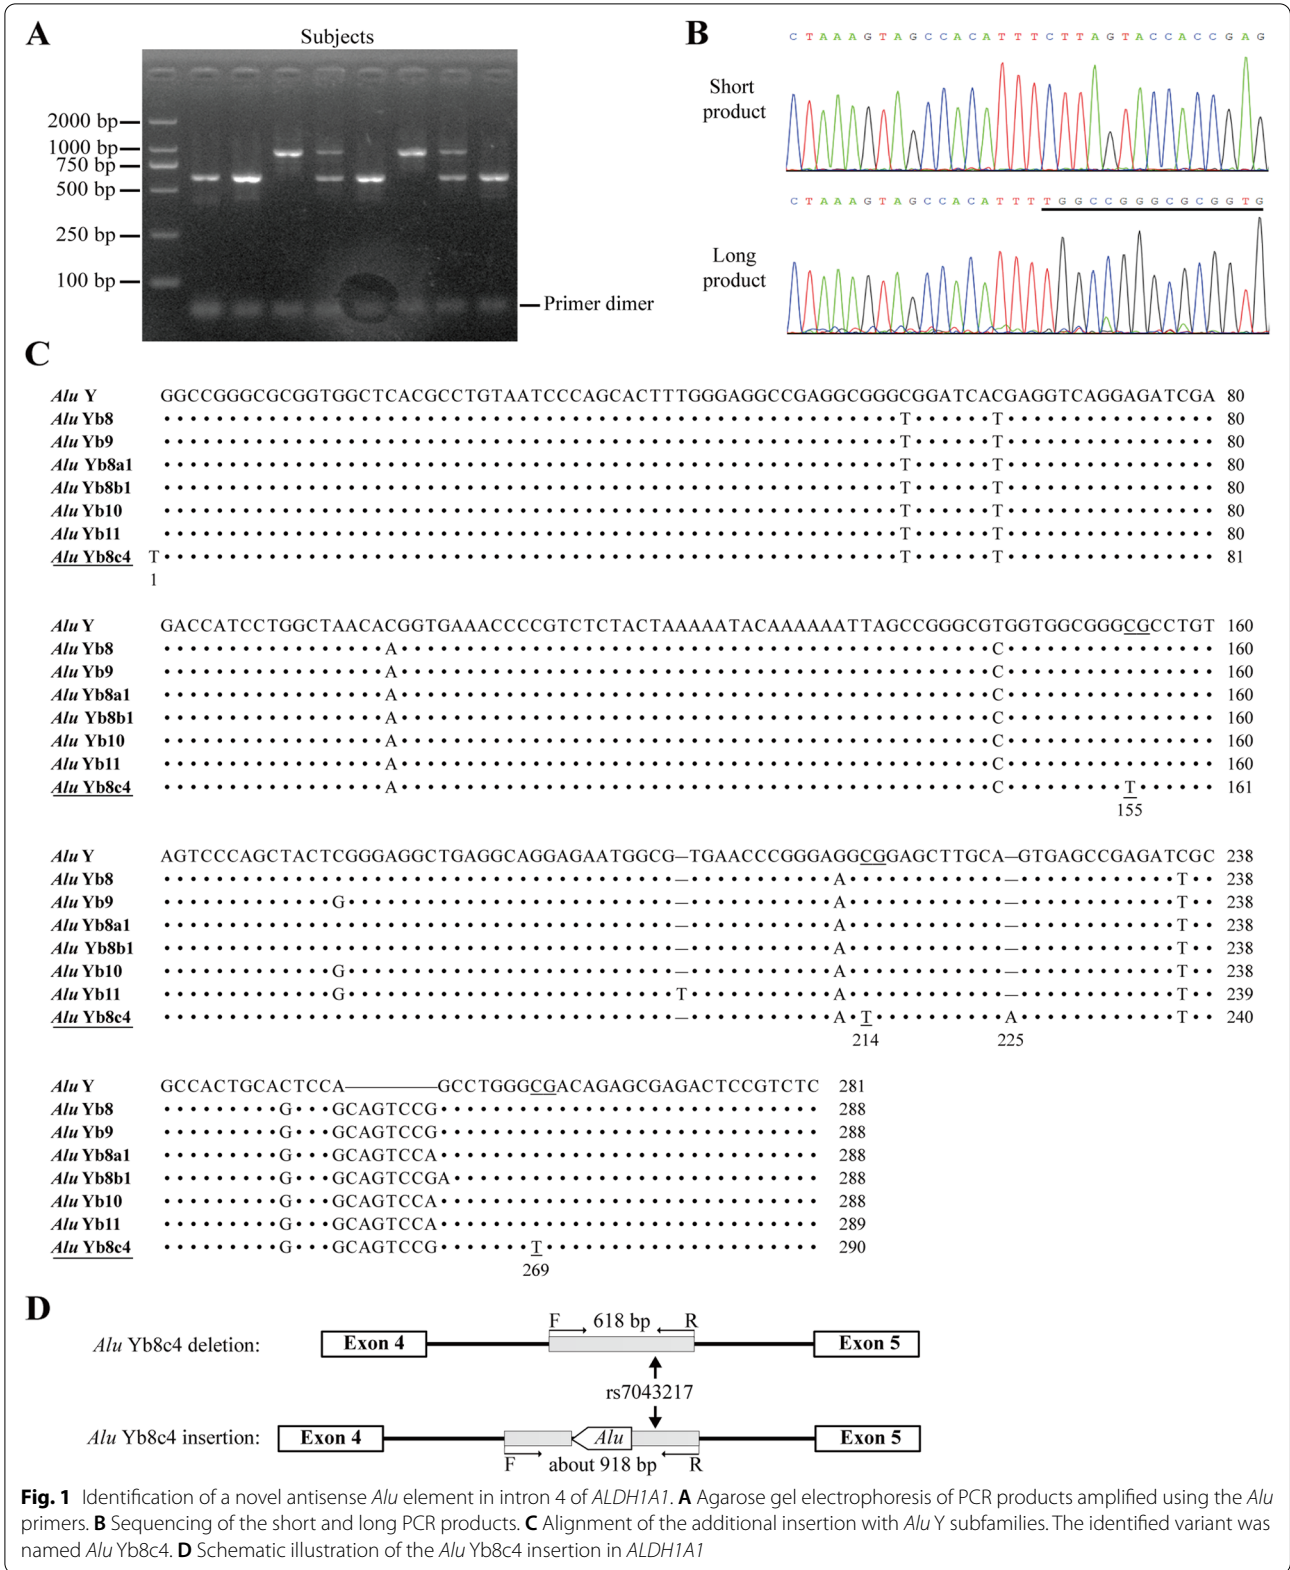 A
Subjects
2000 bp
1000 bp
750 bp
500 bp
250 bp
100 bp
Primer dimer
B
CTAAAGTAGCCACATTTCTTAGTACCACCGAG
Short product
CTAAAGTAGCCACATTTTGGCCGGGCGCGGTG
Long product
C
Alu Y GGCCGGGCGCGGTGGCTCACGCCTGTAATCCCAGCACTTTGGGAGGCCGAGGCGGGCGGATCACGAGGTCAGGAGATCGA 80
Alu Yb8 ························································T······T················ 80
Alu Yb9 ························································T······T················ 80
Alu Yb8a1 ························································T······T················ 80
Alu Yb8b1 ························································T······T················ 80
Alu Yb10 ························································T······T················ 80
Alu Yb11 ························································T······T················ 80
Alu Yb8c4 T························································T······T················ 81
1
Alu Y GACCATCCTGGCTAACACGGTGAAACCCCGTCTCTACTAAAAATACAAAAAATTAGCCGGGCGTGGTGGCGGGCGCCTGT 160
Alu Yb8 ·················A·············································C················ 160
Alu Yb9 ·················A·············································C················ 160
Alu Yb8a1 ·················A·············································C················ 160
Alu Yb8b1 ·················A·············································C················ 160
Alu Yb10 ·················A·············································C················ 160
Alu Yb11 ·················A·············································C················ 160
Alu Yb8c4 ·················A·············································C·········T······ 161
155
Alu Y AGTCCCAGCTACTCGGGAGGCTGAGGCAGGAGAATGGCG—TGAACCCGGGAGGCGGAGCTTGCA—GTGAGCCGAGATCGC 238
Alu Yb8 ·······································—···········A············—············T·· 238
Alu Yb9 ·············G·························—···········A············—············T·· 238
Alu Yb8a1 ·······································—···········A············—············T·· 238
Alu Yb8b1 ·······································—···········A············—············T·· 238
Alu Yb10 ·············G·························—···········A············—············T·· 238
Alu Yb11 ·············G·························T···········A············—············T·· 239
Alu Yb8c4 ·······································—···········A·T··········A············T·· 240
214 225
Alu Y GCCACTGCACTCCA———————GCCTGGGCGACAGAGCGAGACTCCGTCTC 281
Alu Yb8 ·········G···GCAGTCCG····························· 288
Alu Yb9 ·········G···GCAGTCCG····························· 288
Alu Yb8a1 ·········G···GCAGTCCA····························· 288
Alu Yb8b1 ·········G···GCAGTCCGA···························· 288
Alu Yb10 ·········G···GCAGTCCA····························· 288
Alu Yb11 ·········G···GCAGTCCA····························· 289
Alu Yb8c4 ·········G···GCAGTCCG·······T····················· 290
269
D
F 618 bp R
Alu Yb8c4 deletion: Exon 4 Exon 5
rs7043217
Alu Yb8c4 insertion: Exon 4 Alu Exon 5
F about 918 bp R
Fig. 1 Identification of a novel antisense Alu element in intron 4 of ALDH1A1. A Agarose gel electrophoresis of PCR products amplified using the Alu
primers. B Sequencing of the short and long PCR products. C Alignment of the additional insertion with Alu Y subfamilies. The identified variant was
named Alu Yb8c4. D Schematic illustration of the Alu Yb8c4 insertion in ALDH1A1